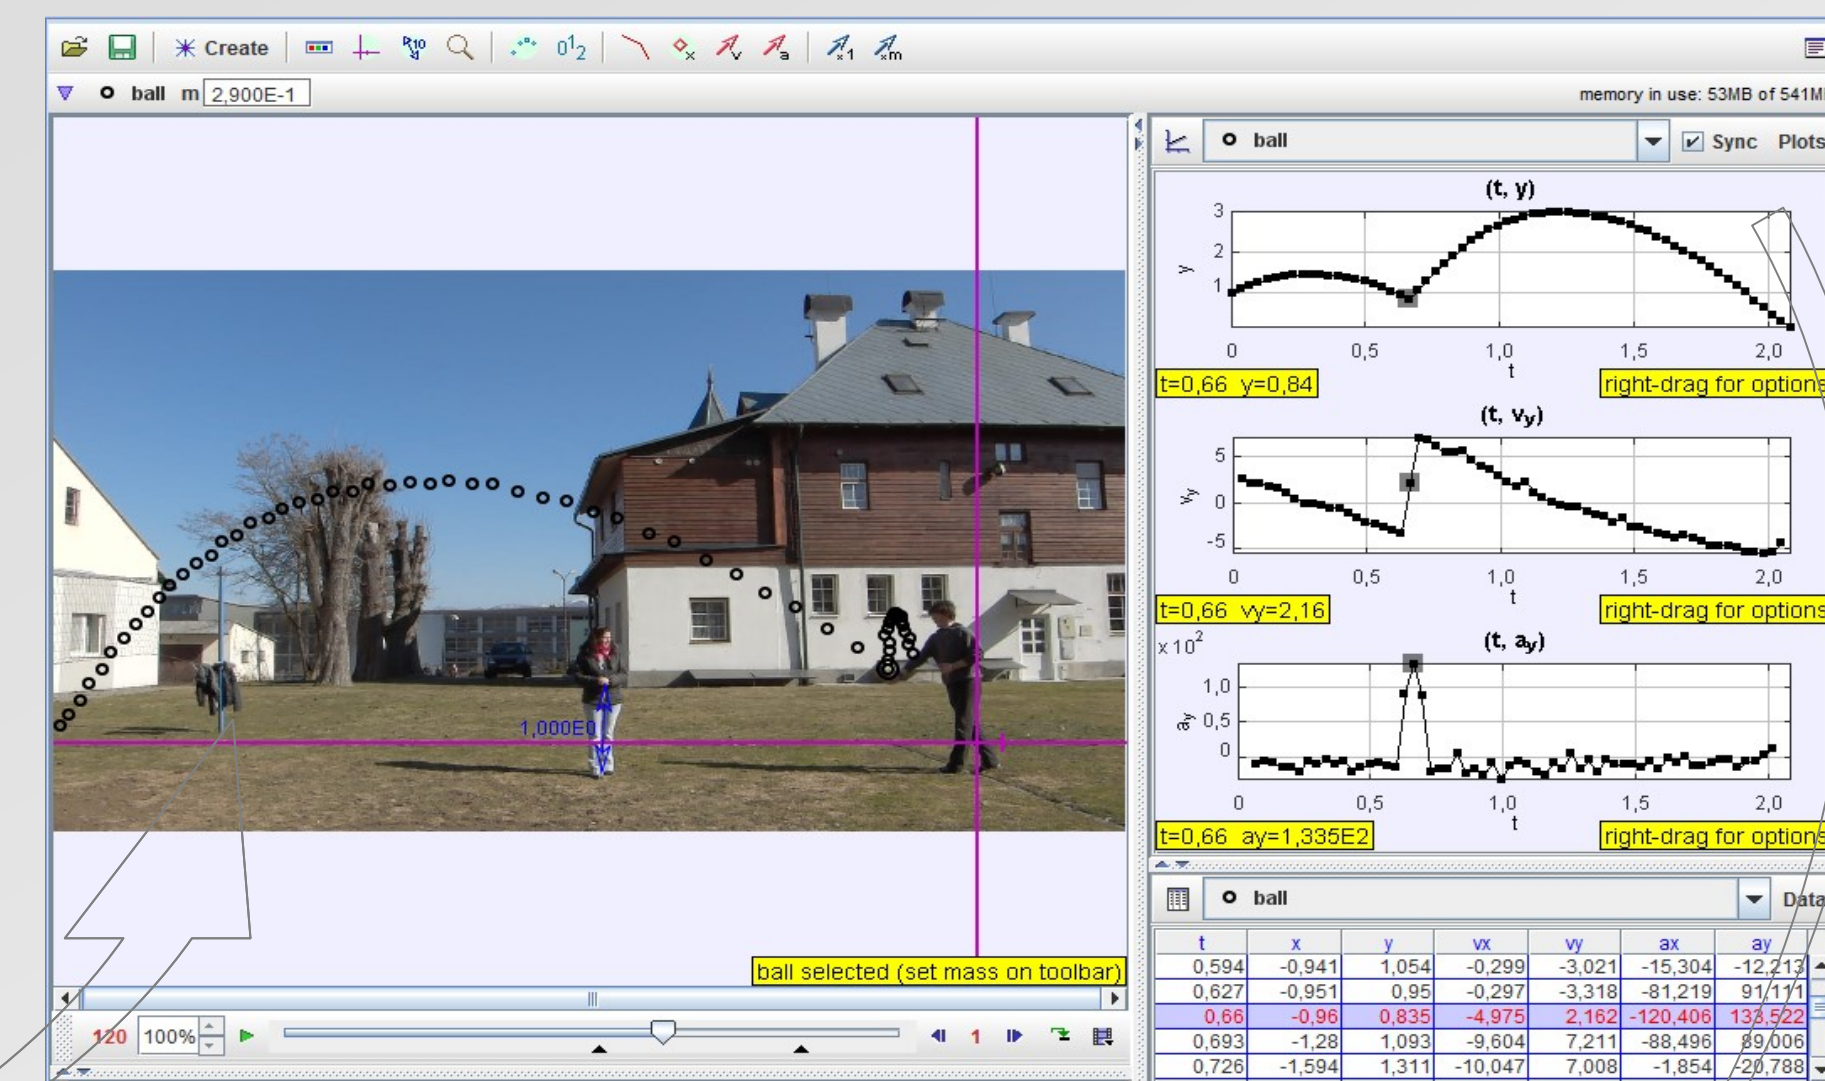 Create
ball m 2,900E-1
memory in use: 53MB of 541M
ball Sync Plots
(t, y)
3
2
1
y
0 0,5 1,0 1,5 2,0
t
t=0,66 y=0,84 right-drag for options
(t, vy)
5
0
-5
vy
0 0,5 1,0 1,5 2,0
t
t=0,66 vy=2,16 right-drag for options
x10²
(t, ay)
1,0
0,5
0
ay
0 0,5 1,0 1,5 2,0
t
t=0,66 ay=1,335E2 right-drag for options
1,000E0
ball selected (set mass on toolbar)
120 100% 1
ball Data
t x y vx vy ax ay
0,594 -0,941 1,054 -0,299 -3,021 -15,304 -12,213
0,627 -0,951 0,95 -0,297 -3,318 -81,219 91,111
0,66 -0,96 0,835 -4,975 2,162 -120,406 133,522
0,693 -1,28 1,093 -9,604 7,211 -88,496 89,006
0,726 -1,594 1,311 -10,047 7,008 -1,854 -20,788